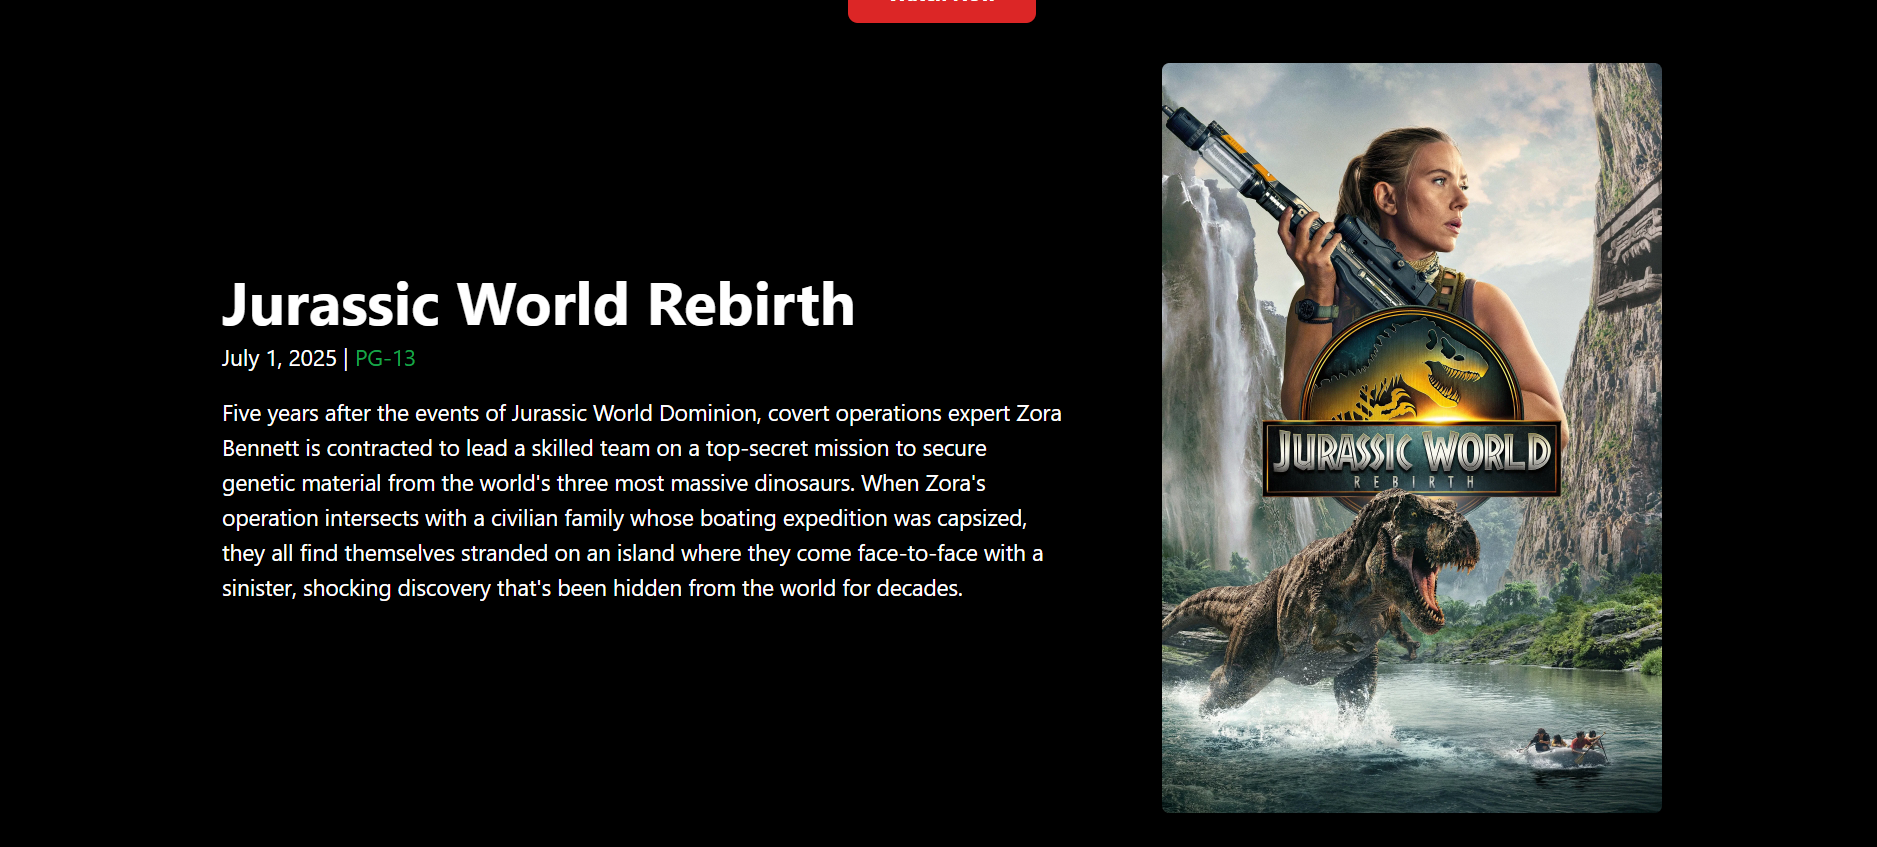 Watch Now
Jurassic World Rebirth
July 1, 2025 | PG-13
Five years after the events of Jurassic World Dominion, covert operations expert Zora
Bennett is contracted to lead a skilled team on a top-secret mission to secure
genetic material from the world's three most massive dinosaurs. When Zora's
operation intersects with a civilian family whose boating expedition was capsized,
they all find themselves stranded on an island where they come face-to-face with a
sinister, shocking discovery that's been hidden from the world for decades.
JURASSIC WORLD
REBIRTH